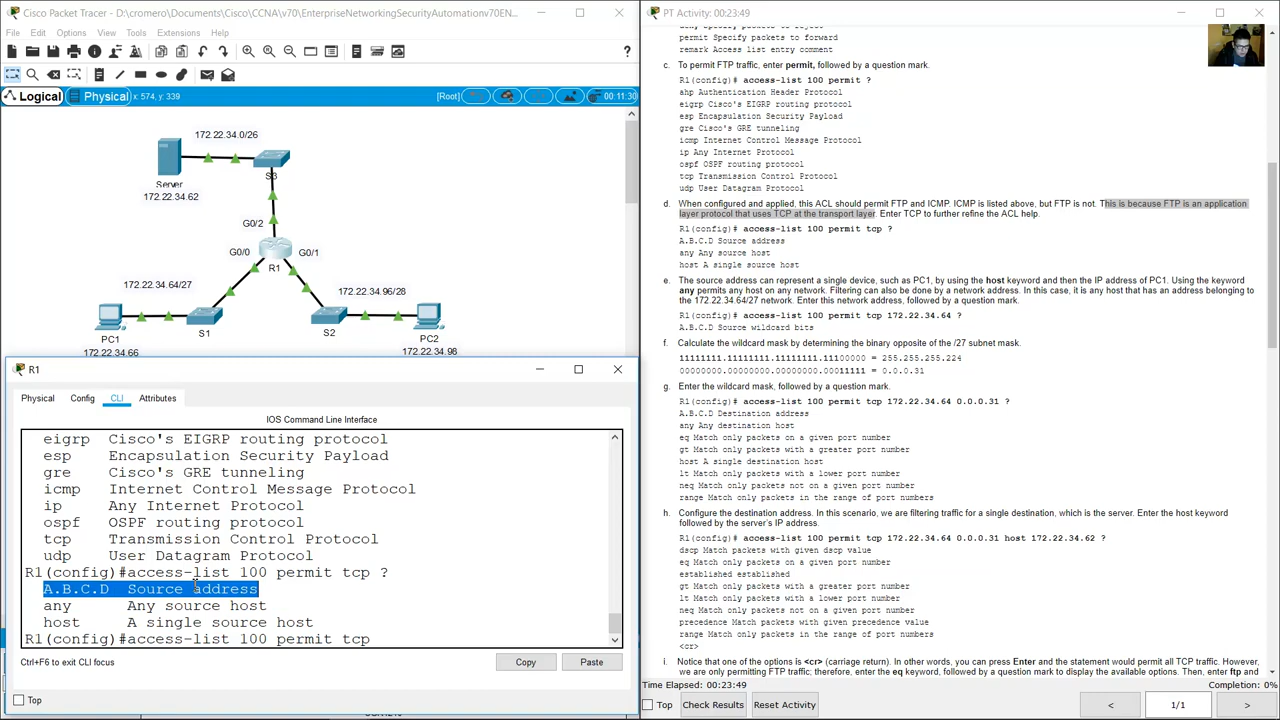 Cisco Packet Tracer - C:\Users\cromero\Documents\Cisco\CCNA\v70\EnterpriseNetworkingSecurityAutomationv70EN...
File Edit Options View Tools Extensions Help
?
Logical Physical x: 574, y: 339 [Root] 00:11:30
172.22.34.0/26
Server
172.22.34.62
S3
G0/2
G0/0 G0/1
R1
172.22.34.64/27
172.22.34.96/28
S1 S2
PC1 PC2
172.22.34.66 172.22.34.98
R1
Physical Config CLI Attributes
IOS Command Line Interface
eigrp Cisco's EIGRP routing protocol
esp Encapsulation Security Payload
gre Cisco's GRE tunneling
icmp Internet Control Message Protocol
ip Any Internet Protocol
ospf OSPF routing protocol
tcp Transmission Control Protocol
udp User Datagram Protocol
R1(config)#access-list 100 permit tcp ?
A.B.C.D Source address
any Any source host
host A single source host
R1(config)#access-list 100 permit tcp
Ctrl+F6 to exit CLI focus
Copy Paste
Top
PT Activity: 00:23:49
permit Specify packets to forward
remark Access list entry comment
c. To permit FTP traffic, enter permit, followed by a question mark.
R1(config)# access-list 100 permit ?
ahp Authentication Header Protocol
eigrp Cisco's EIGRP routing protocol
esp Encapsulation Security Payload
gre Cisco's GRE tunneling
icmp Internet Control Message Protocol
ip Any Internet Protocol
ospf OSPF routing protocol
tcp Transmission Control Protocol
udp User Datagram Protocol
d. When configured and applied, this ACL should permit FTP and ICMP. ICMP is listed above, but FTP is not. This is because FTP is an application
layer protocol that uses TCP at the transport layer. Enter TCP to further refine the ACL help.
R1(config)# access-list 100 permit tcp ?
A.B.C.D Source address
any Any source host
host A single source host
e. The source address can represent a single device, such as PC1, by using the host keyword and then the IP address of PC1. Using the keyword
any permits any host on any network. Filtering can also be done by a network address. In this case, it is any host that has an address belonging to
the 172.22.34.64/27 network. Enter this network address, followed by a question mark.
R1(config)# access-list 100 permit tcp 172.22.34.64 ?
A.B.C.D Source wildcard bits
f. Calculate the wildcard mask by determining the binary opposite of the /27 subnet mask.
11111111.11111111.11111111.11100000 = 255.255.255.224
00000000.00000000.00000000.00011111 = 0.0.0.31
g. Enter the wildcard mask, followed by a question mark.
R1(config)# access-list 100 permit tcp 172.22.34.64 0.0.0.31 ?
A.B.C.D Destination address
any Any destination host
eq Match only packets on a given port number
gt Match only packets with a greater port number
host A single destination host
lt Match only packets with a lower port number
neq Match only packets not on a given port number
range Match only packets in the range of port numbers
h. Configure the destination address. In this scenario, we are filtering traffic for a single destination, which is the server. Enter the host keyword
followed by the server's IP address.
R1(config)# access-list 100 permit tcp 172.22.34.64 0.0.0.31 host 172.22.34.62 ?
dscp Match packets with given dscp value
eq Match only packets on a given port number
established established
gt Match only packets with a greater port number
lt Match only packets with a lower port number
neq Match only packets not on a given port number
precedence Match packets with given precedence value
range Match only packets in the range of port numbers
<cr>
i. Notice that one of the options is <cr> (carriage return). In other words, you can press Enter and the statement would permit all TCP traffic. However,
we are only permitting FTP traffic; therefore, enter the eq keyword, followed by a question mark to display the available options. Then, enter ftp and
Time Elapsed: 00:23:49 Completion: 0%
Top Check Results Reset Activity < 1/1 >